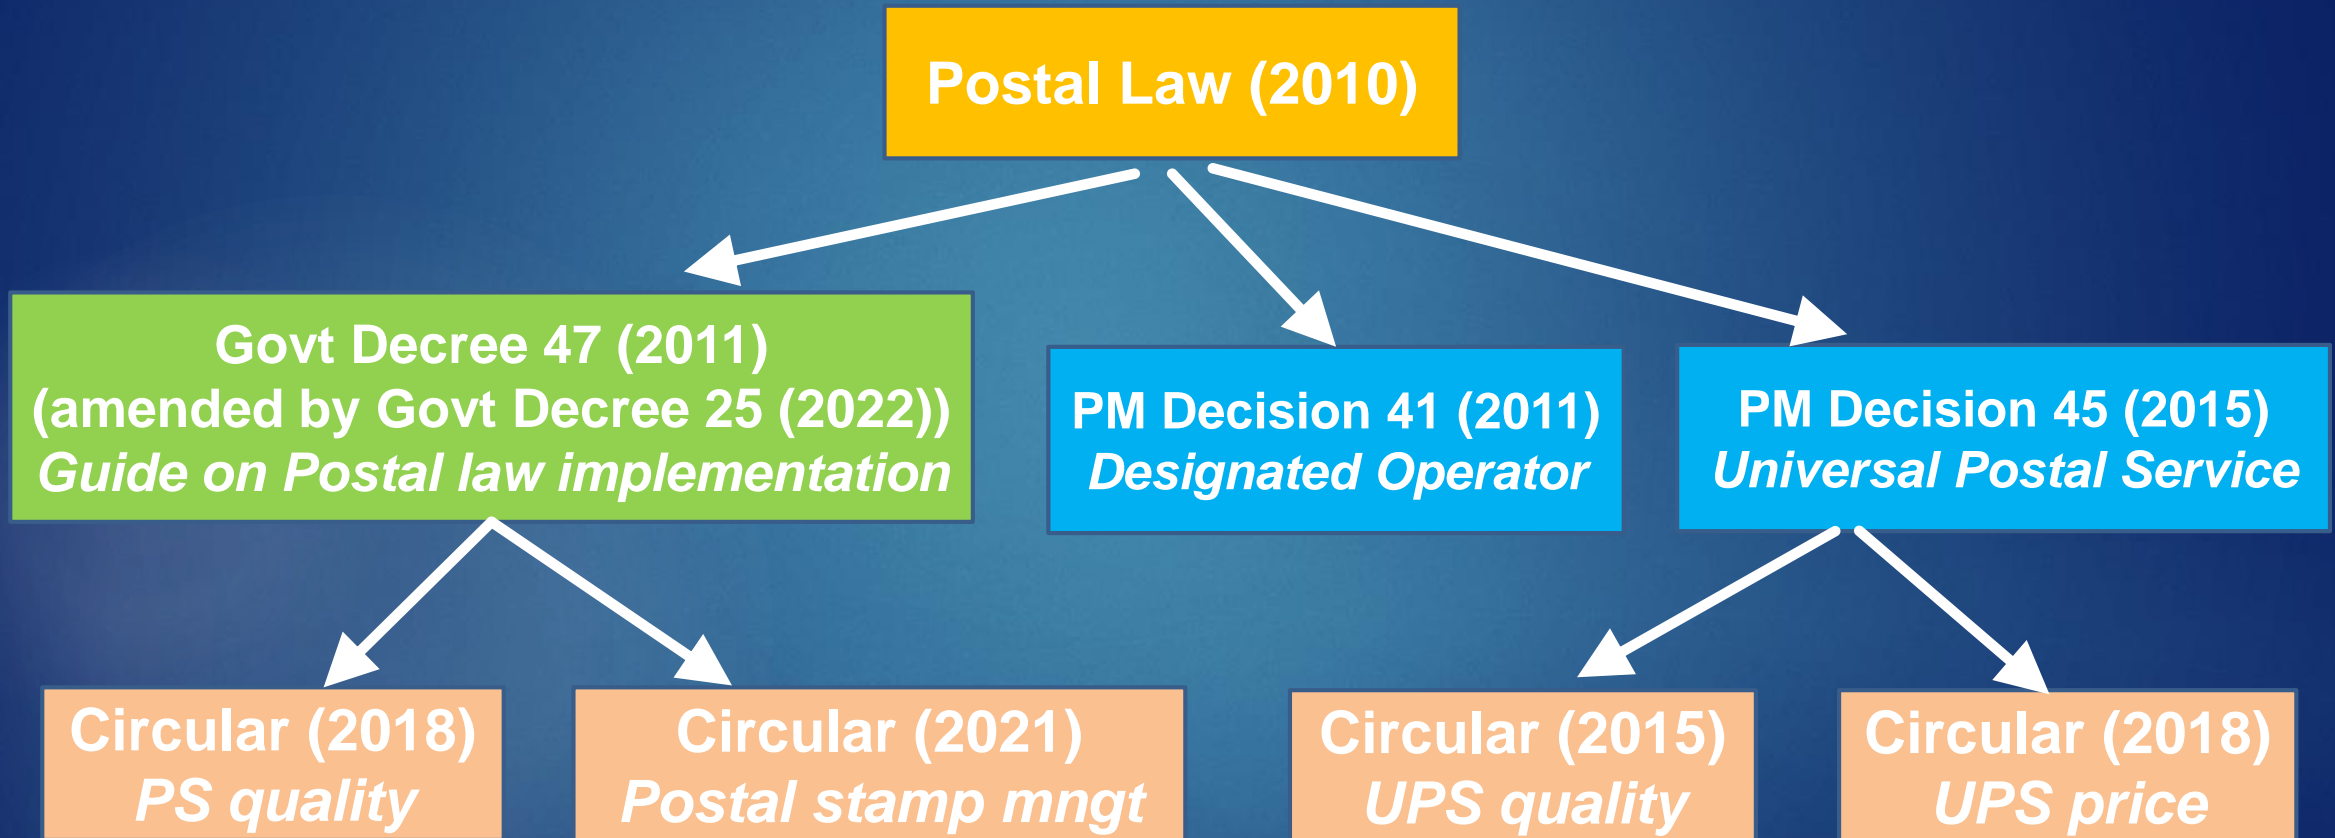 Postal Law (2010)
Govt Decree 47 (2011)
(amended by Govt Decree 25 (2022))
Guide on Postal law implementation
PM Decision 41 (2011)
Designated Operator
PM Decision 45 (2015)
Universal Postal Service
Circular (2018)
PS quality
Circular (2021)
Postal stamp mngt
Circular (2015)
UPS quality
Circular (2018)
UPS price